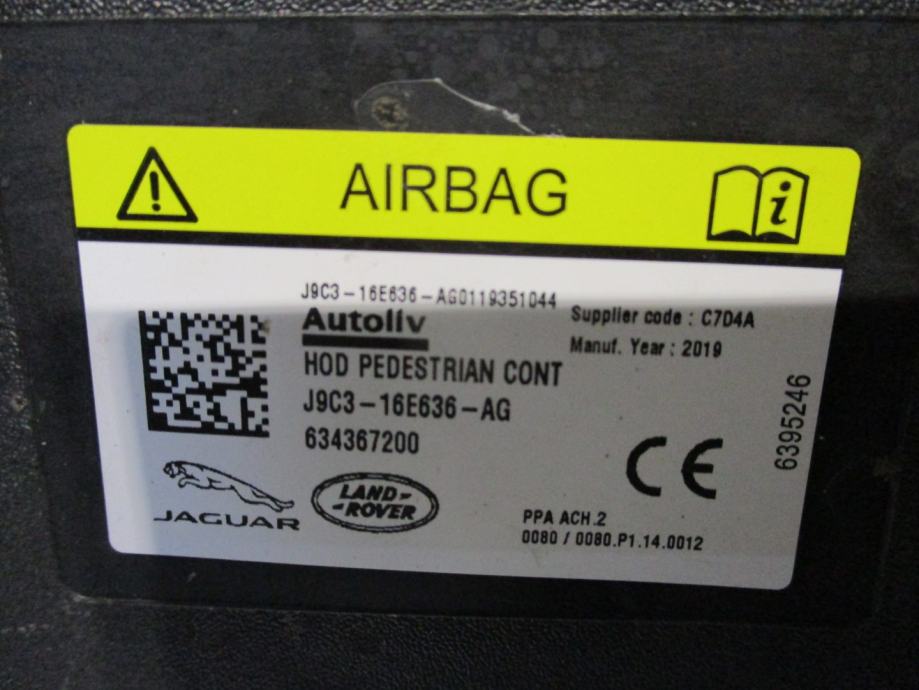 AIRBAG
J9C3-16E636-AG0119351044
Autoliv
Supplier code : C7D4A
Manuf. Year : 2019
HOD PEDESTRIAN CONT
J9C3-16E636-AG
634367200
6395246
CE
JAGUAR
LAND-
-ROVER
PPA ACH.2
0080 / 0080.P1.14.0012